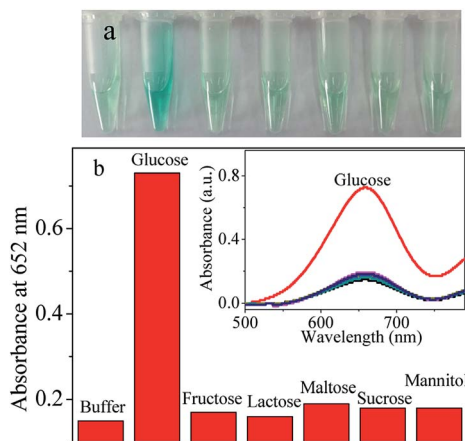 a
b
Glucose
Absorbance at 652 nm
0.6
0.4
0.2
Buffer
Fructose
Lactose
Maltose
Sucrose
Mannitol
Absorbance (a.u.)
0.8
0.4
0.0
Glucose
500
600
700
Wavelength (nm)